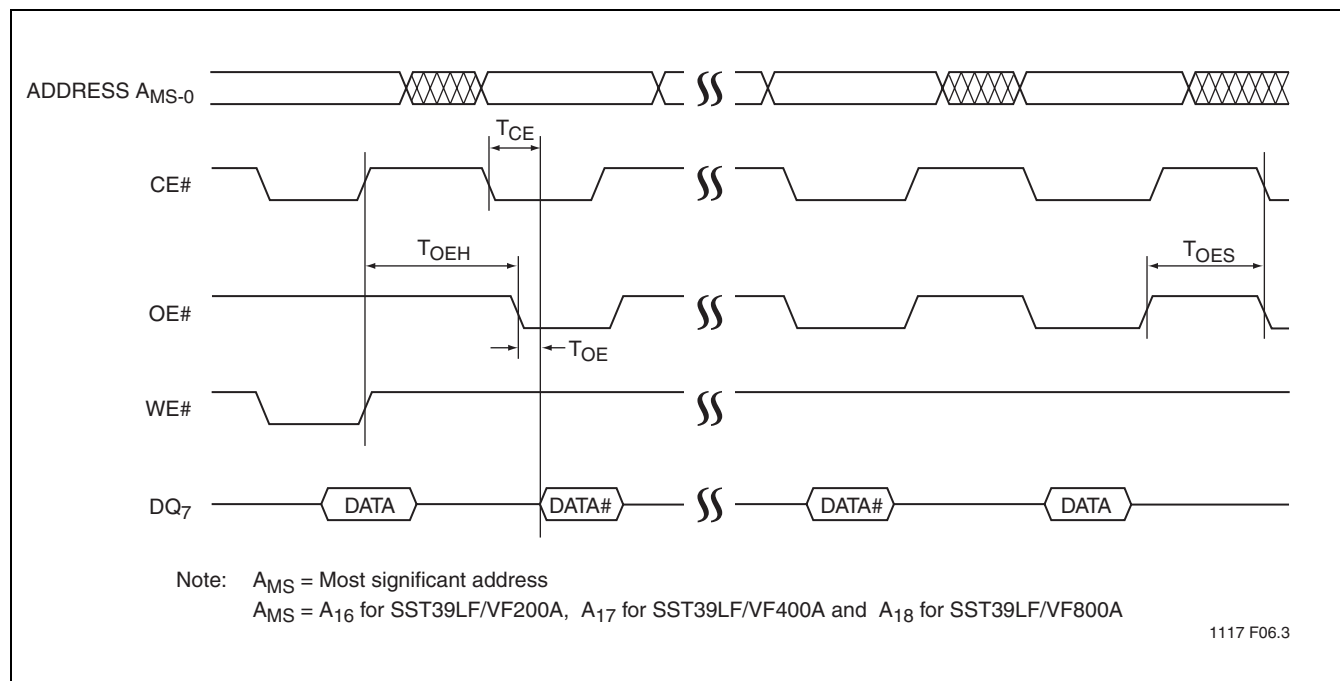 ADDRESS AMS-0
TCE
CE#
TOEH
TOES
OE#
TOE
WE#
DQ7
DATA
DATA#
DATA#
DATA
Note: AMS = Most significant address
AMS = A16 for SST39LF/VF200A, A17 for SST39LF/VF400A and A18 for SST39LF/VF800A
1117 F06.3